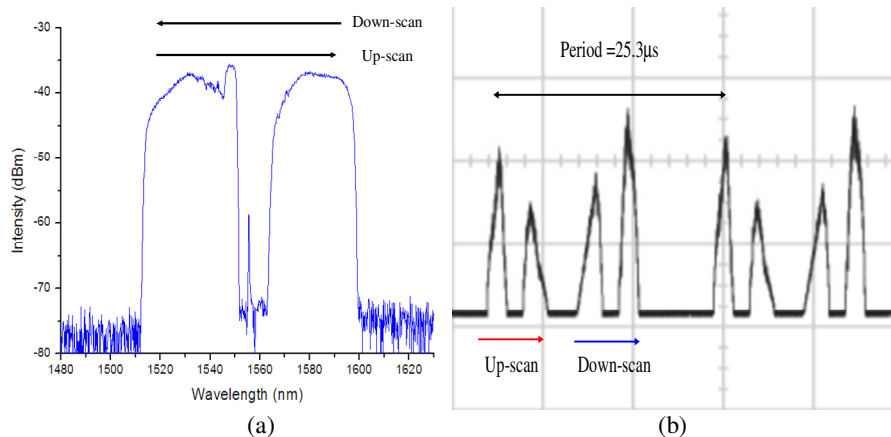 Down-scan
Up-scan
-30
-40
-50
-60
-70
-80
Intensity (dBm)
1480 1500 1520 1540 1560 1580 1600 1620
Wavelength (nm)
(a)
Period =25.3μs
Up-scan
Down-scan
(b)